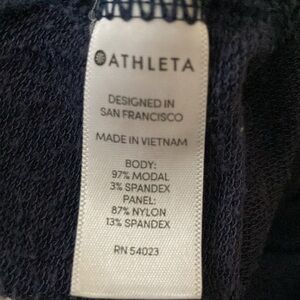 ATHLETA
DESIGNED IN
SAN FRANCISCO
MADE IN VIETNAM
BODY:
97% MODAL
3% SPANDEX
PANEL:
87% NYLON
13% SPANDEX
RN 54023